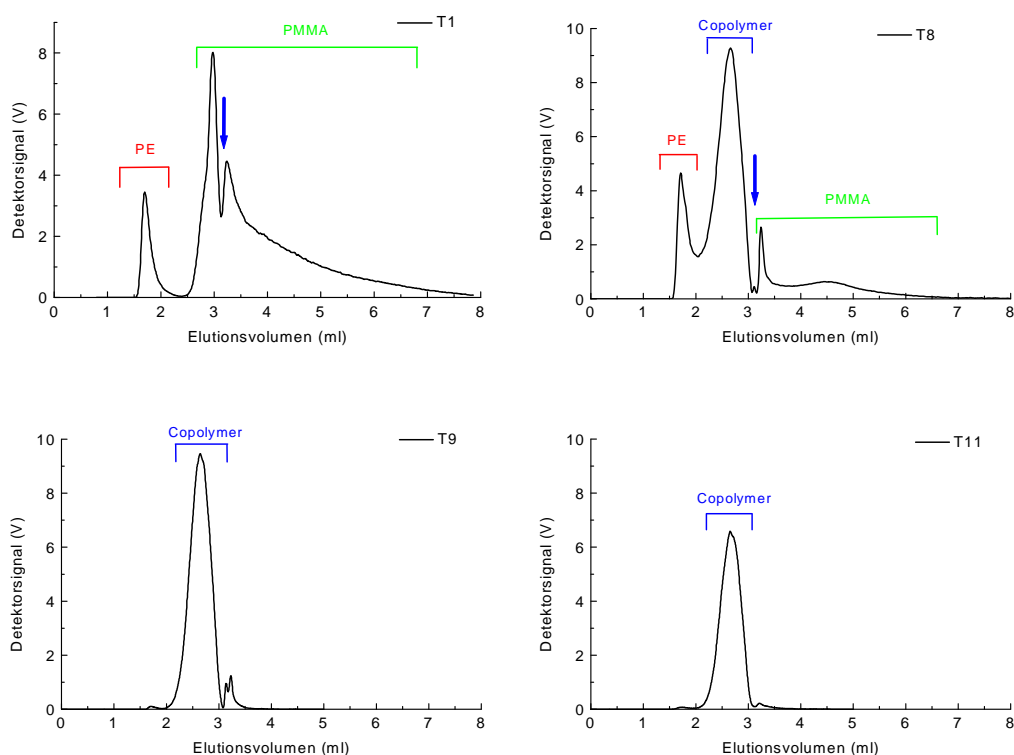 T1
PMMA
PE
Detektorsignal (V)
8
6
4
2
0
0 1 2 3 4 5 6 7 8
Elutionsvolumen (ml)
Copolymer
T8
PE
PMMA
Detektorsignal (V)
10
8
6
4
2
0
0 1 2 3 4 5 6 7 8
Elutionsvolumen (ml)
Copolymer
T9
Detektorsignal (V)
10
8
6
4
2
0
0 1 2 3 4 5 6 7 8
Elutionsvolumen (ml)
T11
Copolymer
Detektorsignal (V)
10
8
6
4
2
0
0 1 2 3 4 5 6 7 8
Elutionsvolumen (ml)